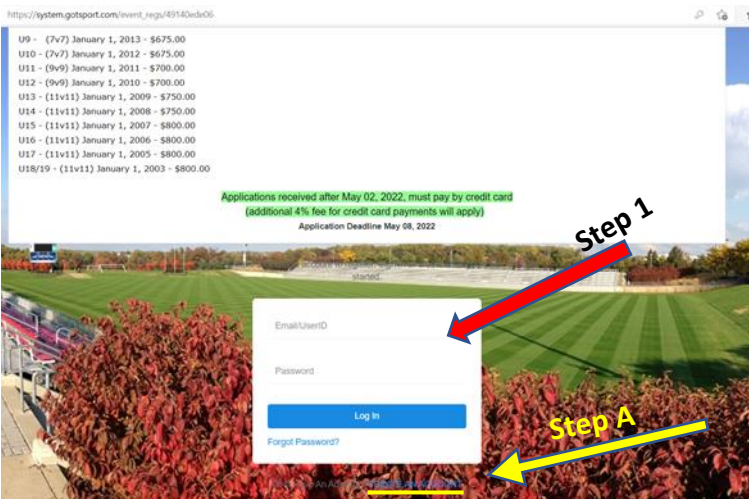 https://system.gotsport.com/event_regs/49140ede06
U9 - (7v7) January 1, 2013 - $675.00
U10 - (7v7) January 1, 2012 - $675.00
U11 - (9v9) January 1, 2011 - $700.00
U12 - (9v9) January 1, 2010 - $700.00
U13 - (11v11) January 1, 2009 - $750.00
U14 - (11v11) January 1, 2008 - $750.00
U15 - (11v11) January 1, 2007 - $800.00
U16 - (11v11) January 1, 2006 - $800.00
U17 - (11v11) January 1, 2005 - $800.00
U18/19 - (11v11) January 1, 2003 - $800.00
Applications received after May 02, 2022, must pay by credit card
(additional 4% fee for credit card payments will apply)
Application Deadline May 08, 2022
Step 1
started.
Email/UserID
Password
Log In
Forgot Password?
Step A
An